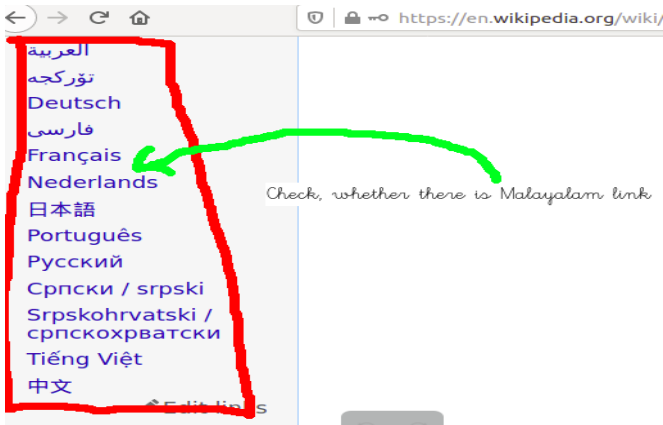 https://en.wikipedia.org/wiki/
العربية
تۆرکجه
Deutsch
فارسی
Français
Nederlands
Check, whether there is Malayalam link
日本語
Português
Русский
Српски / srpski
Srpskohrvatski /
српскохрватски
Tiếng Việt
中文
Edit links